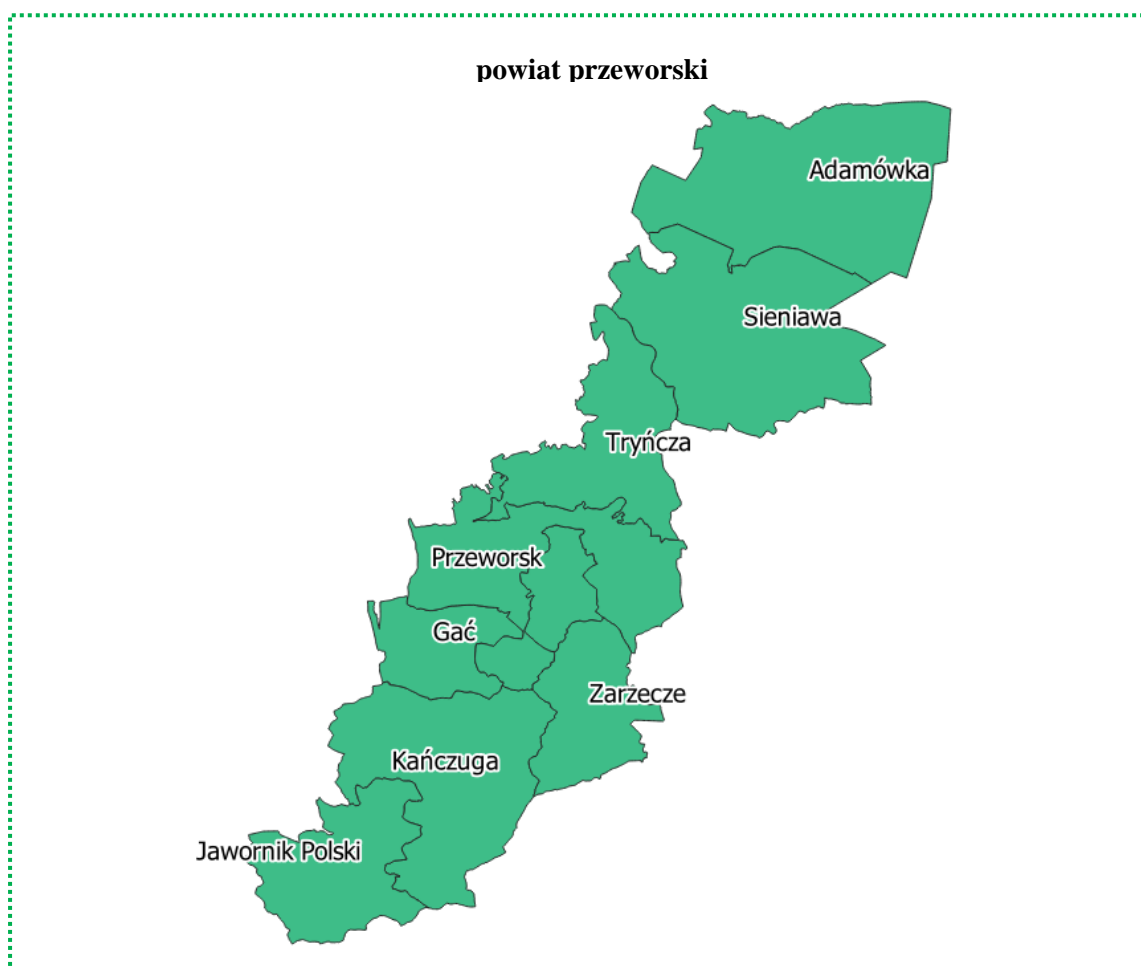 powiat przeworski
Adamówka
Sieniawa
Tryńcza
Przeworsk
Gać
Zarzecze
Kańczuga
Jawornik Polski